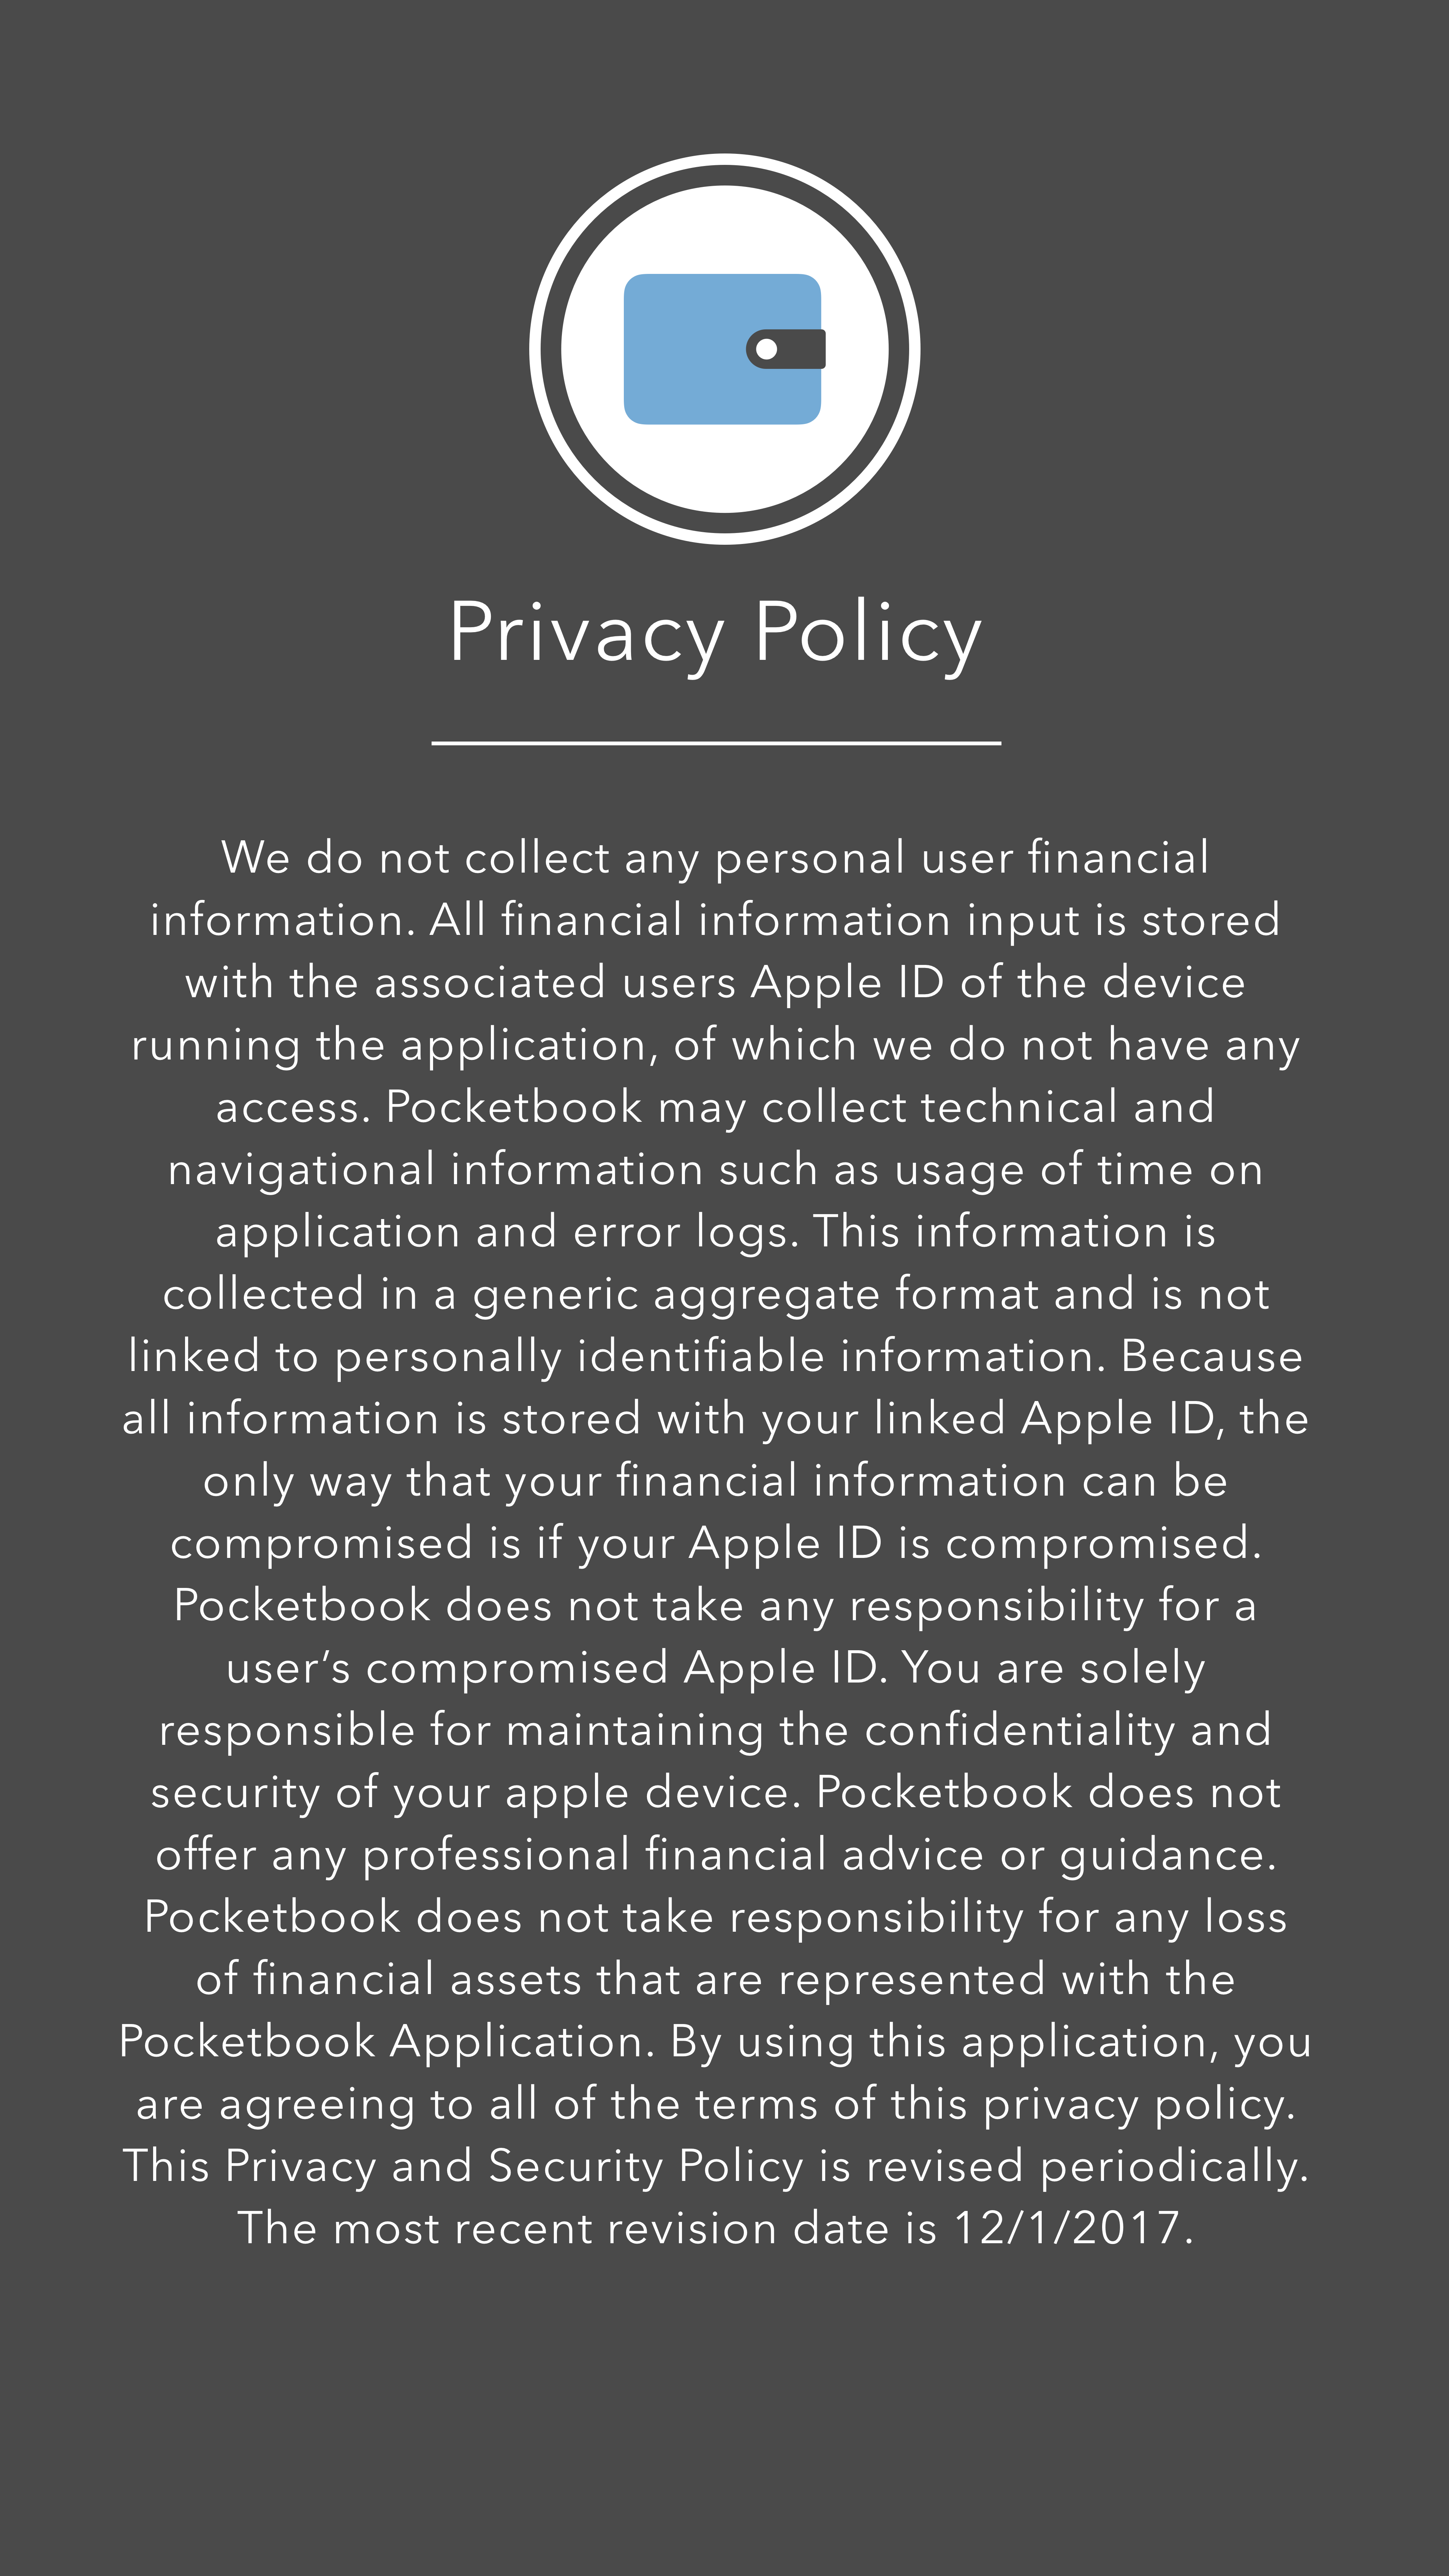 Privacy Policy
We do not collect any personal user financial
information. All financial information input is stored
with the associated users Apple ID of the device
running the application, of which we do not have any
access. Pocketbook may collect technical and
navigational information such as usage of time on
application and error logs. This information is
collected in a generic aggregate format and is not
linked to personally identifiable information. Because
all information is stored with your linked Apple ID, the
only way that your financial information can be
compromised is if your Apple ID is compromised.
Pocketbook does not take any responsibility for a
user’s compromised Apple ID. You are solely
responsible for maintaining the confidentiality and
security of your apple device. Pocketbook does not
offer any professional financial advice or guidance.
Pocketbook does not take responsibility for any loss
of financial assets that are represented with the
Pocketbook Application. By using this application, you
are agreeing to all of the terms of this privacy policy.
This Privacy and Security Policy is revised periodically.
The most recent revision date is 12/1/2017.